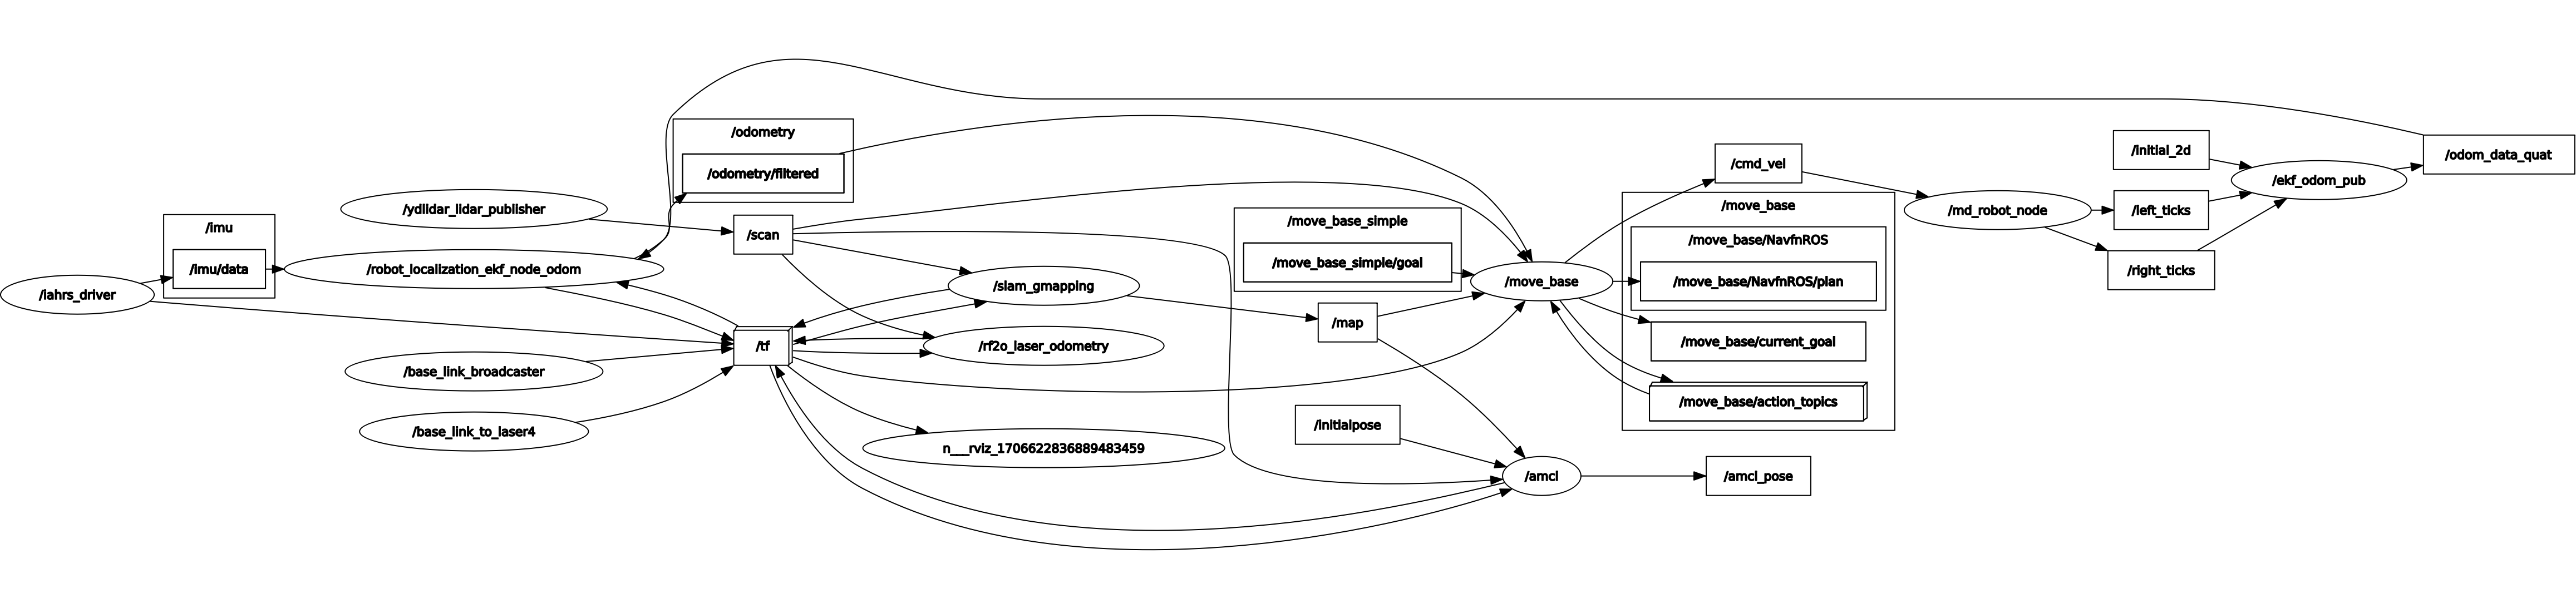 /odometry
/odometry/filtered
/cmd_vel
/initial_2d
/odom_data_quat
/ekf_odom_pub
/ydlidar_lidar_publisher
/imu
/scan
/move_base_simple
/move_base
/md_robot_node
/left_ticks
/imu/data
/robot_localization_ekf_node_odom
/move_base_simple/goal
/move_base/NavfnROS
/right_ticks
/iahrs_driver
/slam_gmapping
/move_base
/move_base/NavfnROS/plan
/map
/tf
/rf2o_laser_odometry
/move_base/current_goal
/base_link_broadcaster
/move_base/action_topics
/base_link_to_laser4
/initialpose
n___rviz_1706622836889483459
/amcl
/amcl_pose